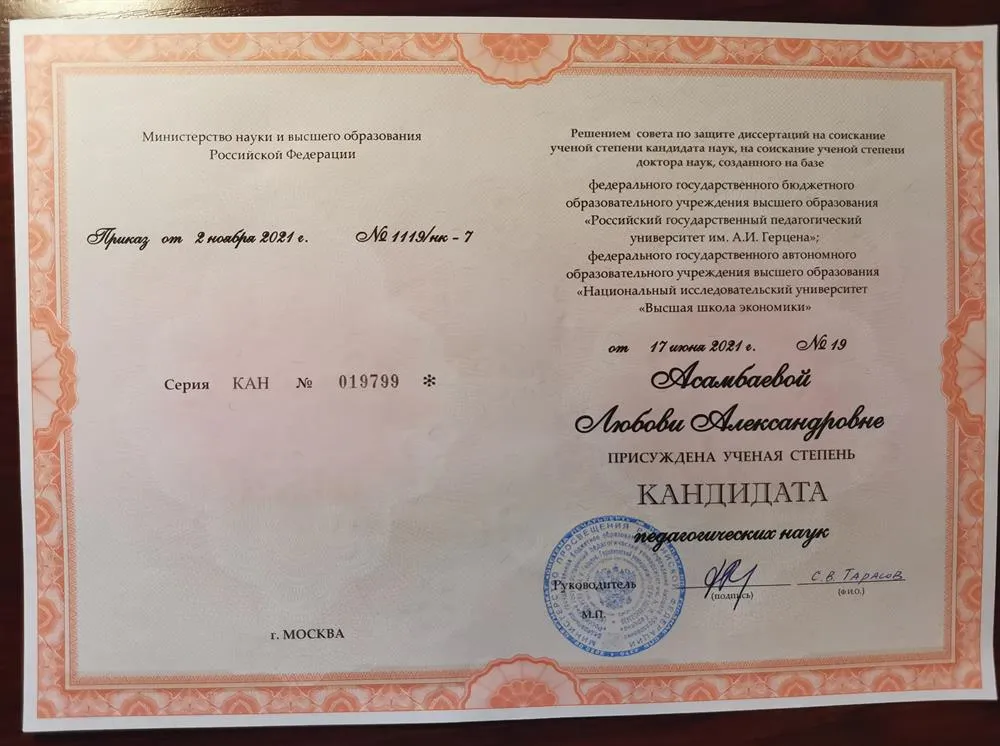 Министерство науки и высшего образования
Российской Федерации
Приказ от 2 ноября 2021 г. № 1119/нк - 7
Серия КАН № 019799 *
г. МОСКВА
Решением совета по защите диссертаций на соискание
ученой степени кандидата наук, на соискание ученой степени
доктора наук, созданного на базе
федерального государственного бюджетного
образовательного учреждения высшего образования
«Российский государственный педагогический
университет им. А.И. Герцена»;
федерального государственного автономного
образовательного учреждения высшего образования
«Национальный исследовательский университет
«Высшая школа экономики»
от 17 июня 2021 г. № 19
Асамбаевой
Любови Александровне
ПРИСУЖДЕНА УЧЕНАЯ СТЕПЕНЬ
КАНДИДАТА
педагогических наук
Руководитель
С.В. Тарасов
(подпись) (Ф.И.О.)
М.П.
МИНИСТЕРСТВО ПРОСВЕЩЕНИЯ РОССИЙСКОЙ ФЕДЕРАЦИИ